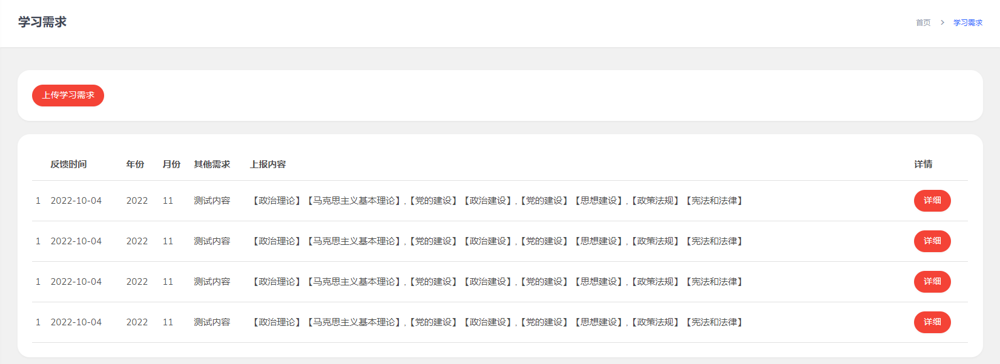 学习需求
首页 > 学习需求
上传学习需求
反馈时间 年份 月份 其他需求 上报内容 详情
1 2022-10-04 2022 11 测试内容 【政治理论】【马克思主义基本理论】,【党的建设】【政治建设】,【党的建设】【思想建设】,【政策法规】【宪法和法律】 详细
1 2022-10-04 2022 11 测试内容 【政治理论】【马克思主义基本理论】,【党的建设】【政治建设】,【党的建设】【思想建设】,【政策法规】【宪法和法律】 详细
1 2022-10-04 2022 11 测试内容 【政治理论】【马克思主义基本理论】,【党的建设】【政治建设】,【党的建设】【思想建设】,【政策法规】【宪法和法律】 详细
1 2022-10-04 2022 11 测试内容 【政治理论】【马克思主义基本理论】,【党的建设】【政治建设】,【党的建设】【思想建设】,【政策法规】【宪法和法律】 详细